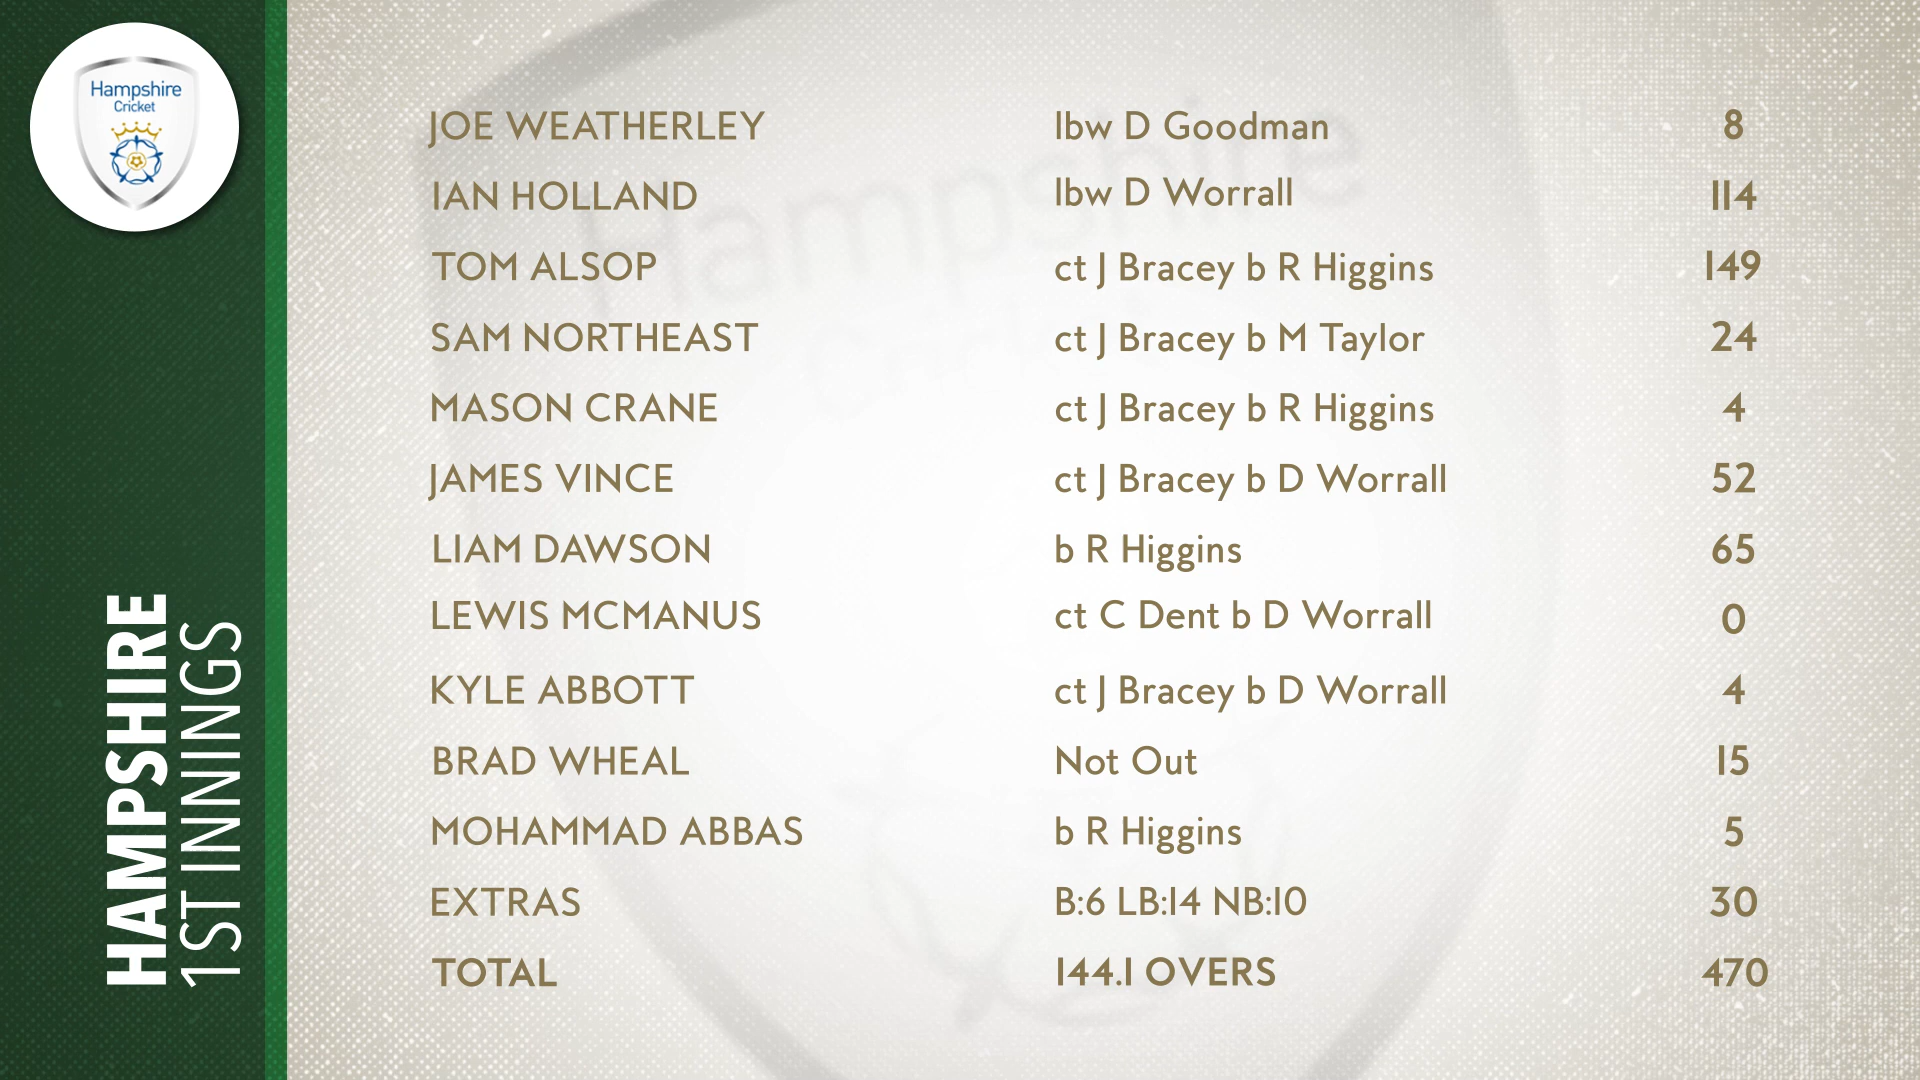 Hampshire
Cricket
HAMPSHIRE
1ST INNINGS
JOE WEATHERLEY lbw D Goodman 8
IAN HOLLAND lbw D Worrall 114
TOM ALSOP ct J Bracey b R Higgins 149
SAM NORTHEAST ct J Bracey b M Taylor 24
MASON CRANE ct J Bracey b R Higgins 4
JAMES VINCE ct J Bracey b D Worrall 52
LIAM DAWSON b R Higgins 65
LEWIS MCMANUS ct C Dent b D Worrall 0
KYLE ABBOTT ct J Bracey b D Worrall 4
BRAD WHEAL Not Out 15
MOHAMMAD ABBAS b R Higgins 5
EXTRAS B:6 LB:14 NB:10 30
TOTAL 144.1 OVERS 470
Hampshire
Cricket